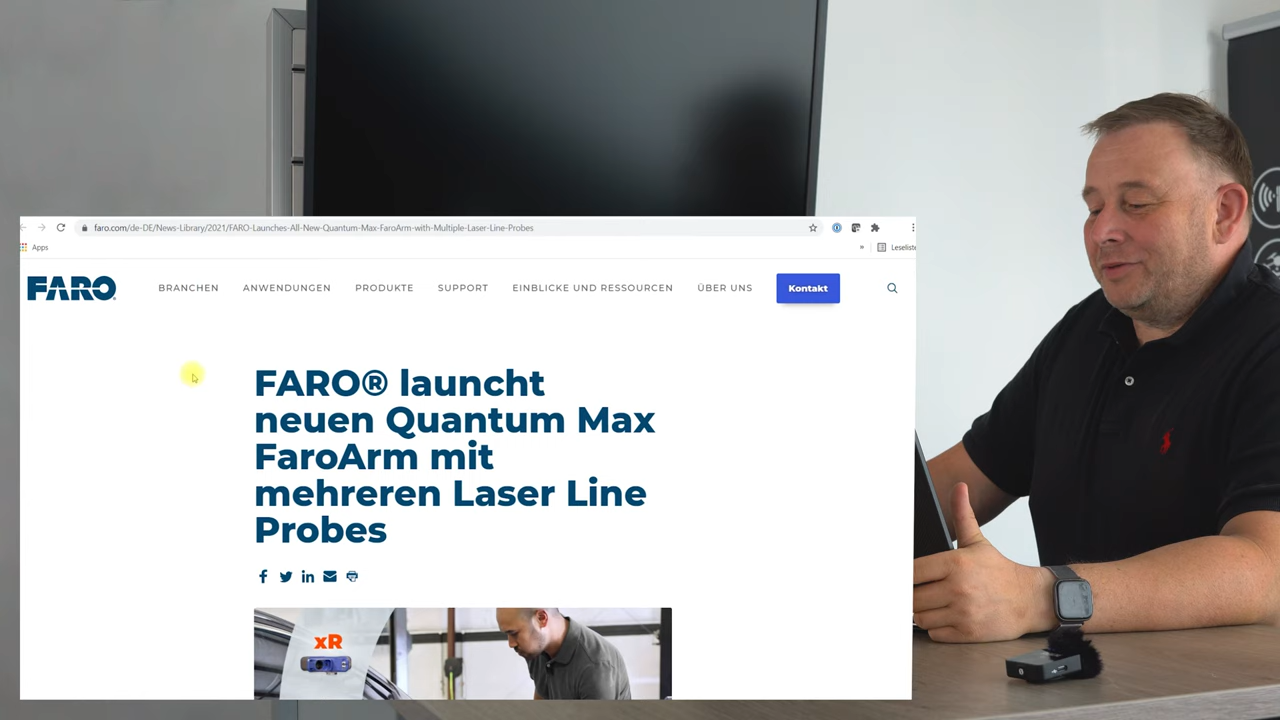 faro.com/de-DE/News-Library/2021/FARO-Launches-All-New-Quantum-Max-FaroArm-with-Multiple-Laser-Line-Probes
Apps
»
Leseliste
FARO
BRANCHEN ANWENDUNGEN PRODUKTE SUPPORT EINBLICKE UND RESSOURCEN ÜBER UNS Kontakt
FARO® launcht
neuen Quantum Max
FaroArm mit
mehreren Laser Line
Probes
xR